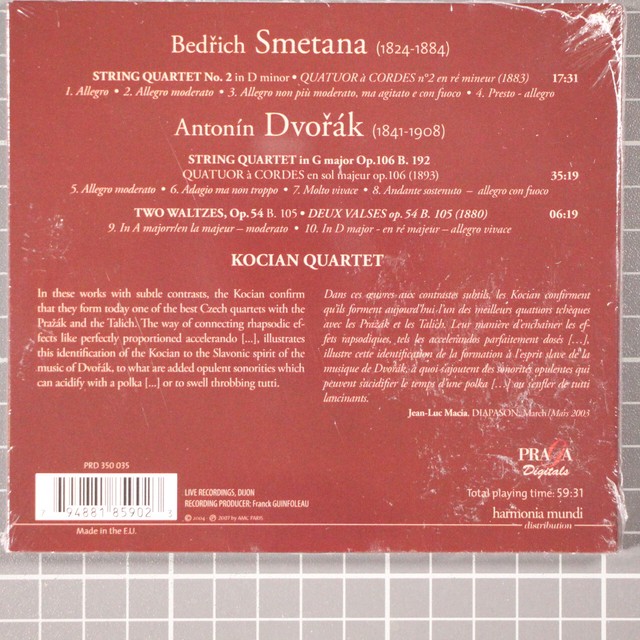 Bedřich Smetana (1824-1884)
STRING QUARTET No. 2 in D minor • QUATUOR à CORDES n°2 en ré mineur (1883) 17:31
1. Allegro • 2. Allegro moderato • 3. Allegro non più moderato, ma agitato e con fuoco • 4. Presto - allegro
Antonín Dvořák (1841-1908)
STRING QUARTET in G major Op.106 B. 192
QUATUOR à CORDES en sol majeur op.106 (1893) 35:19
5. Allegro moderato • 6. Adagio ma non troppo • 7. Molto vivace • 8. Andante sostenuto – allegro con fuoco
TWO WALTZES, Op.54 B. 105 • DEUX VALSES op. 54 B. 105 (1880) 06:19
9. In A majorr/en la majeur – moderato • 10. In D major - en ré majeur – allegro vivace
KOCIAN QUARTET
In these works with subtle contrasts, the Kocian confirm
that they form today one of the best Czech quartets with the
Pražák and the Talich. The way of connecting rhapsodic ef-
fects like perfectly proportioned accelerando [...], illustrates
this identification of the Kocian to the Slavonic spirit of the
music of Dvořák, to what are added opulent sonorities which
can acidify with a polka [...] or to swell throbbing tutti.
Dans ces œuvres aux contrastes subtils, les Kocian confirment
qu'ils forment aujourd'hui l'un des meilleurs quatuors tchèques
avec les Pražák et les Talich. Leur manière d'enchaîner les ef-
fets rapsodiques, tels les accelerandos parfaitement dosés [...],
illustre cette identification de la formation à l'esprit slave de la
musique de Dvořák, à quoi s'ajoutent des sonorités opulentes qui
peuvent s'acidifier le temps d'une polka [...] ou s'enfler de tutti
lancinants.
Jean-Luc Macia, DIAPASON, March/Mars 2003
PRD 350 035
7 94881 85902 3
Made in the E.U.
LIVE RECORDINGS, DIJON
RECORDING PRODUCER: Franck GUINFOLEAU
© 2004 ℗ 2007 by AMC PARIS
PRAGA
Digitals
Total playing time: 59:31
harmonia mundi
distribution